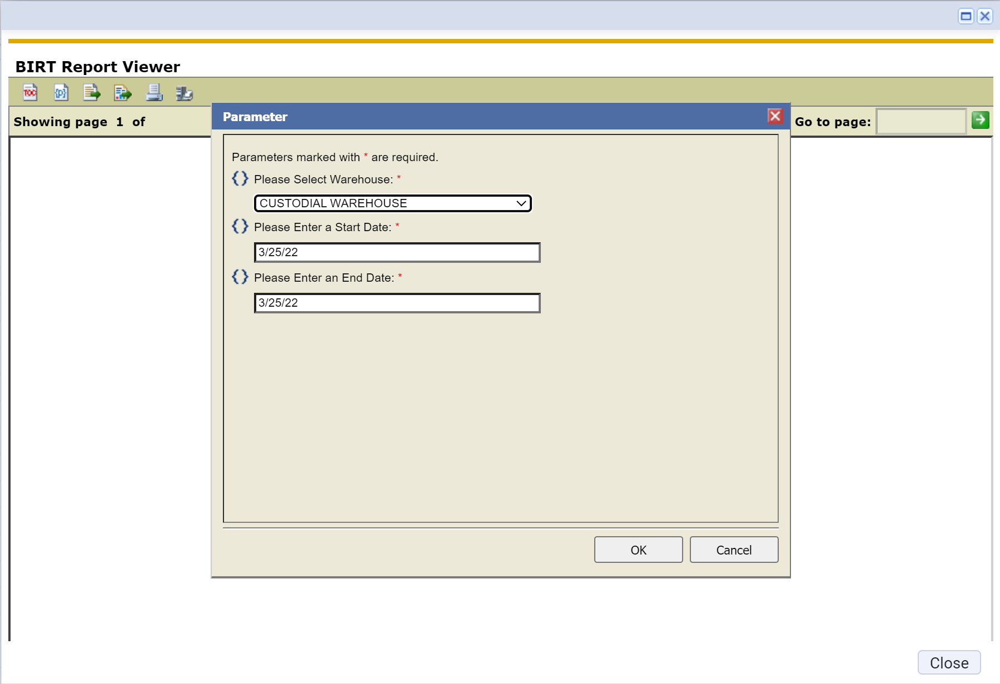 BIRT Report Viewer
TOC
{P}
Showing page 1 of
Go to page:
Parameter
Parameters marked with * are required.
{} Please Select Warehouse: *
CUSTODIAL WAREHOUSE
{} Please Enter a Start Date: *
3/25/22
{} Please Enter an End Date: *
3/25/22
OK
Cancel
Close